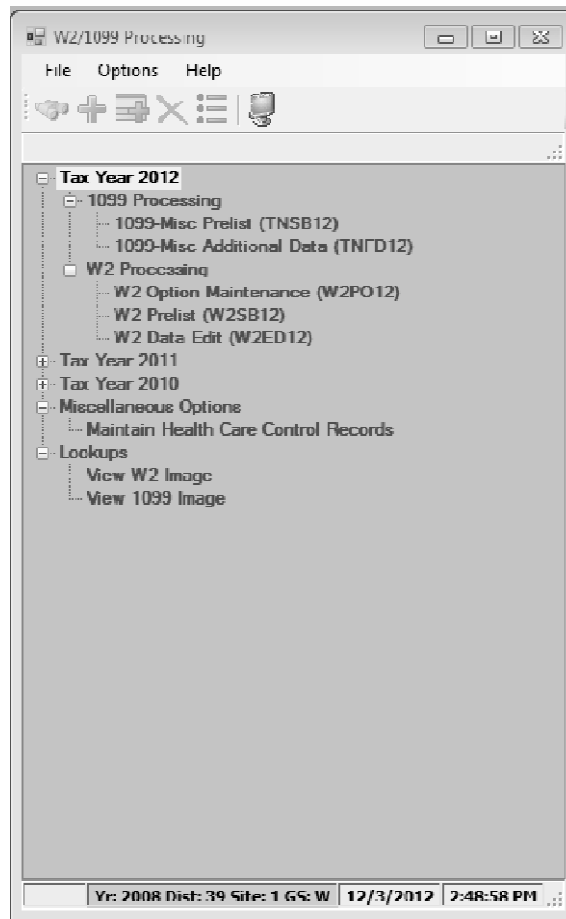 W2/1099 Processing
File Options Help
Tax Year 2012
1099 Processing
1099-Misc Prelist (TNSB12)
1099-Misc Additional Data (TNFD12)
W2 Processing
W2 Option Maintenance (W2PO12)
W2 Prelist (W2SB12)
W2 Data Edit (W2ED12)
Tax Year 2011
Tax Year 2010
Miscellaneous Options
Maintain Health Care Control Records
Lookups
View W2 Image
View 1099 Image
Yr: 2008 Dist: 39 Site: 1 GS: W 12/3/2012 2:48:58 PM